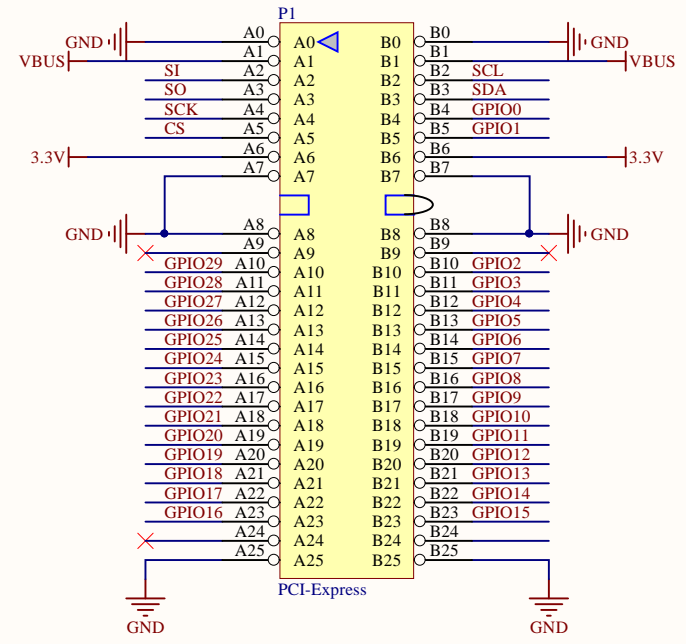 P1
GND A0 A0 B0 B0 GND
VBUS A1 A1 B1 B1 VBUS
SI A2 A2 B2 B2 SCL
SO A3 A3 B3 B3 SDA
SCK A4 A4 B4 B4 GPIO0
CS A5 A5 B5 B5 GPIO1
3.3V A6 A6 B6 B6 3.3V
A7 A7 B7 B7
GND A8 A8 B8 B8 GND
A9 A9 B9 B9
GPIO29 A10 A10 B10 B10 GPIO2
GPIO28 A11 A11 B11 B11 GPIO3
GPIO27 A12 A12 B12 B12 GPIO4
GPIO26 A13 A13 B13 B13 GPIO5
GPIO25 A14 A14 B14 B14 GPIO6
GPIO24 A15 A15 B15 B15 GPIO7
GPIO23 A16 A16 B16 B16 GPIO8
GPIO22 A17 A17 B17 B17 GPIO9
GPIO21 A18 A18 B18 B18 GPIO10
GPIO20 A19 A19 B19 B19 GPIO11
GPIO19 A20 A20 B20 B20 GPIO12
GPIO18 A21 A21 B21 B21 GPIO13
GPIO17 A22 A22 B22 B22 GPIO14
GPIO16 A23 A23 B23 B23 GPIO15
A24 A24 B24 B24
A25 A25 B25 B25
PCI-Express
GND GND